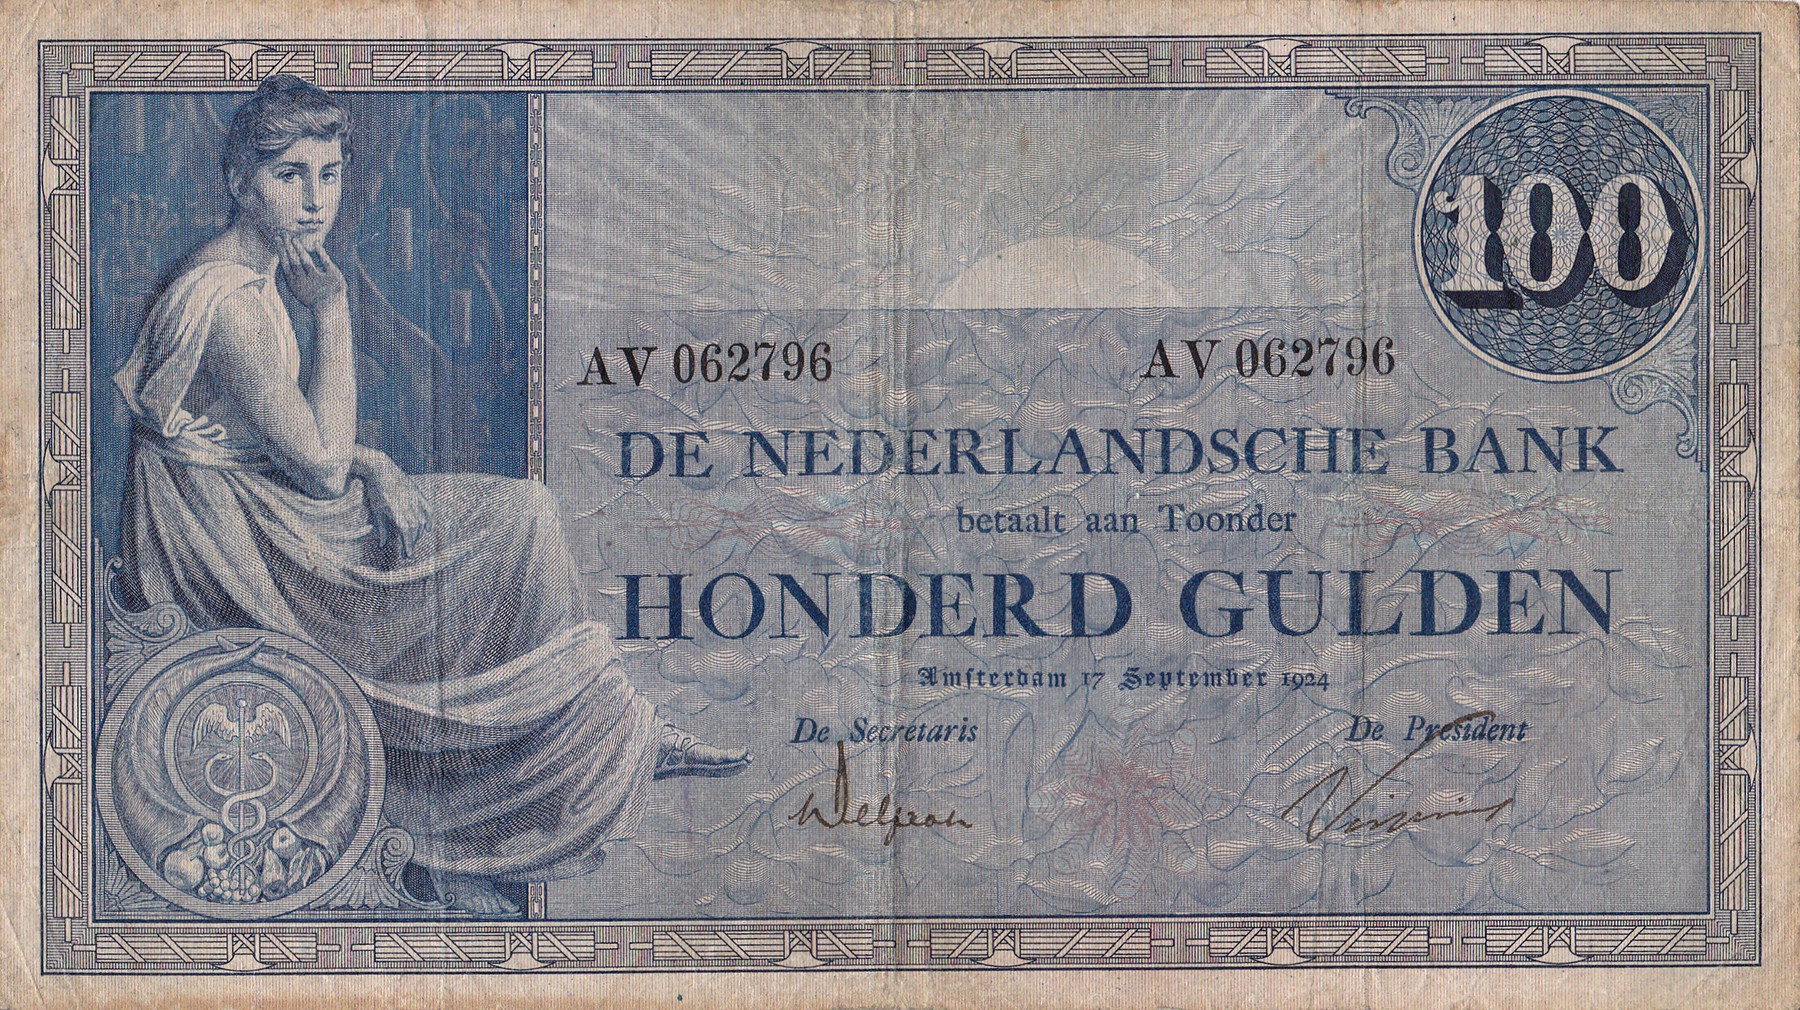 100
AV 062796 AV 062796
DE NEDERLANDSCHE BANK
betaalt aan Toonder
HONDERD GULDEN
Amsterdam 17 September 1924
De Secretaris De President